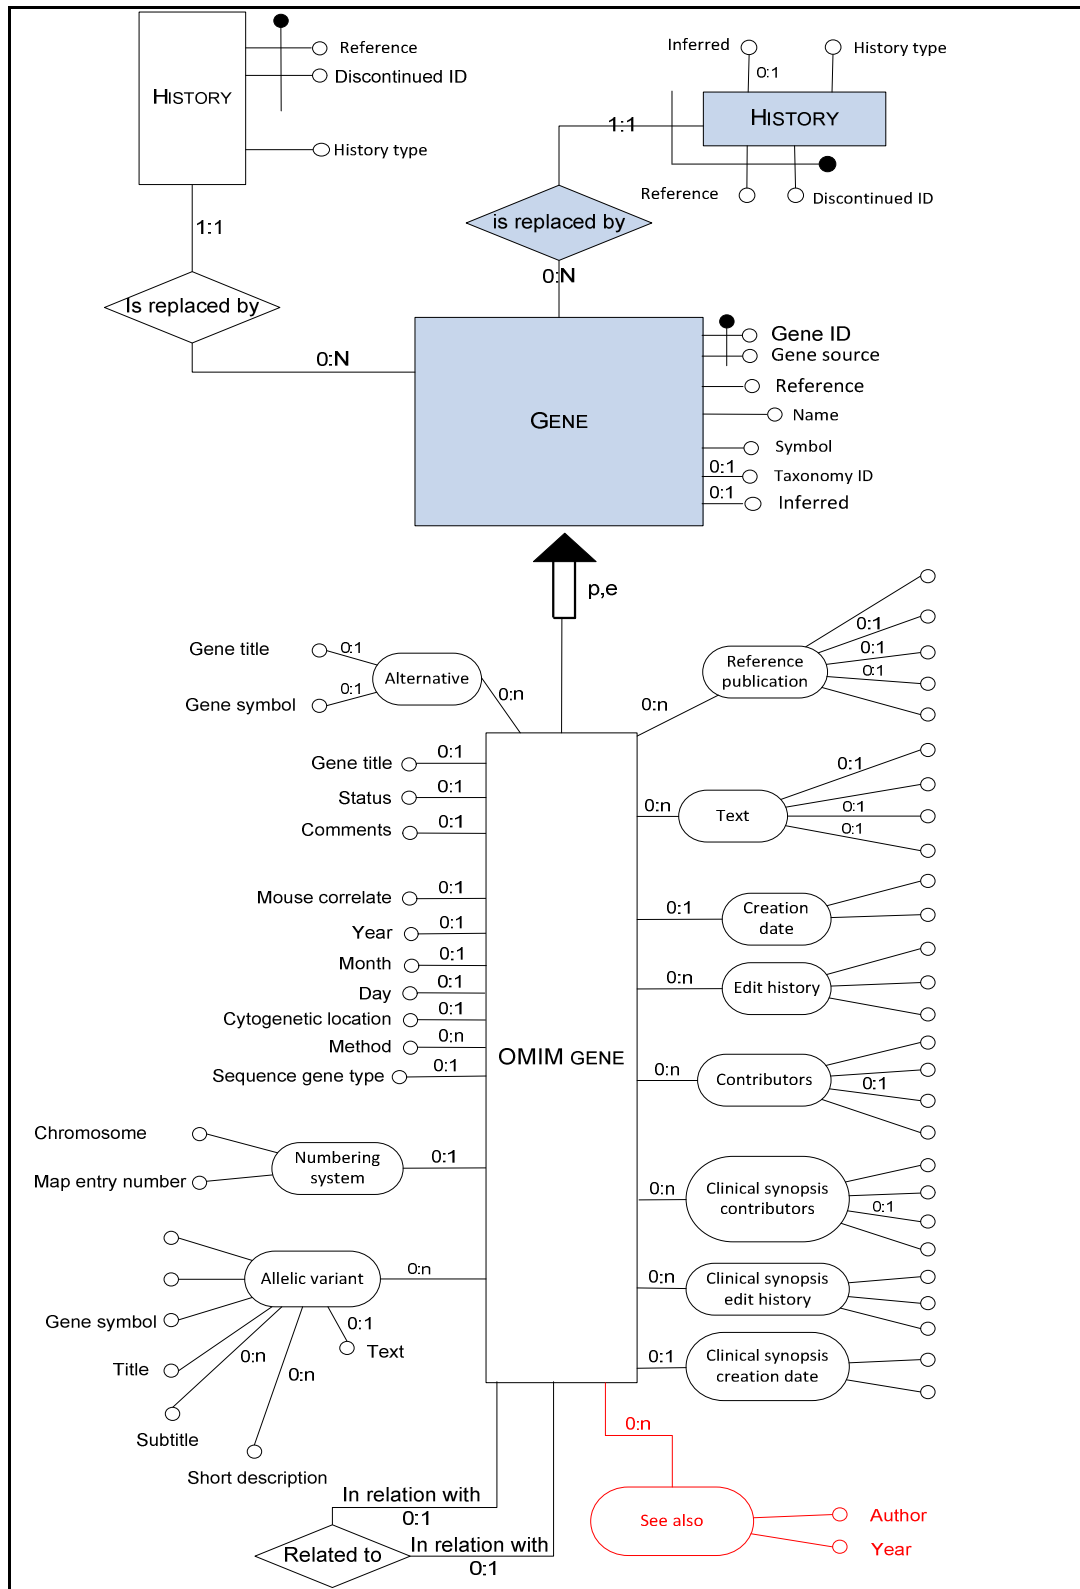 Reference
Discontinued ID
HISTORY
History type
1:1
Is replaced by
0:N
Inferred
History type
0:1
HISTORY
1:1
Reference
Discontinued ID
is replaced by
0:N
Gene ID
Gene source
Reference
GENE
Name
Symbol
0:1
Taxonomy ID
0:1
Inferred
p,e
Gene title
0:1
Alternative
0:1
Gene symbol
0:n
Reference
publication
0:1
0:1
0:1
0:n
Gene title
0:1
Status
0:1
Comments
0:1
Mouse correlate
0:1
Year
0:1
Month
0:1
Day
0:1
Cytogenetic location
0:1
Method
0:n
Sequence gene type
0:1
OMIM GENE
0:n
Text
0:1
0:1
0:1
0:1
Creation
date
0:n
Edit history
0:n
Contributors
0:1
Chromosome
Map entry number
Numbering
system
0:1
0:n
Clinical synopsis
contributors
0:1
Allelic variant
0:n
Gene symbol
Title
0:n
Subtitle
0:n
Short description
0:1
Text
0:n
Clinical synopsis
edit history
0:1
Clinical synopsis
creation date
0:n
See also
Author
Year
In relation with
0:1
Related to
In relation with
0:1